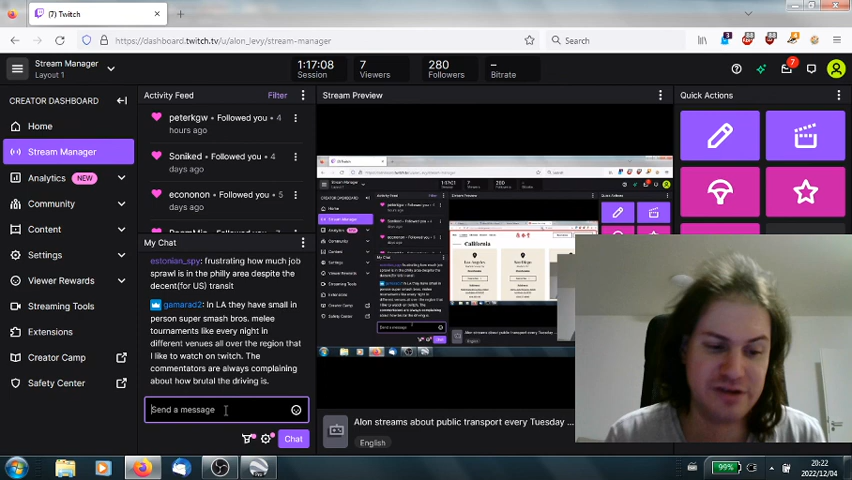 (7) Twitch
https://dashboard.twitch.tv/u/alon_levy/stream-manager
Search
Stream Manager
Layout 1
1:17:08
Session
7
Viewers
280
Followers
–
Bitrate
7
CREATOR DASHBOARD
Home
Stream Manager
Analytics NEW
Community
Content
Settings
Viewer Rewards
Streaming Tools
Extensions
Creator Camp
Safety Center
Activity Feed
Filter
peterkgw • Followed you • 4
hours ago
Soniked • Followed you • 4
days ago
econonon • Followed you • 5
days ago
My Chat
estonian_spy: frustrating how much job
sprawl is in the philly area despite the
decent(for US) transit
gamarad2: In LA they have small in
person super smash bros. melee
tournaments like every night in
different venues all over the region that
I like to watch on twitch. The
commentators are always complaining
about how brutal the driving is.
Send a message
Chat
Stream Preview
California
Alon streams about public transport every Tuesday ...
English
Quick Actions
99%
20:22
2022/12/04